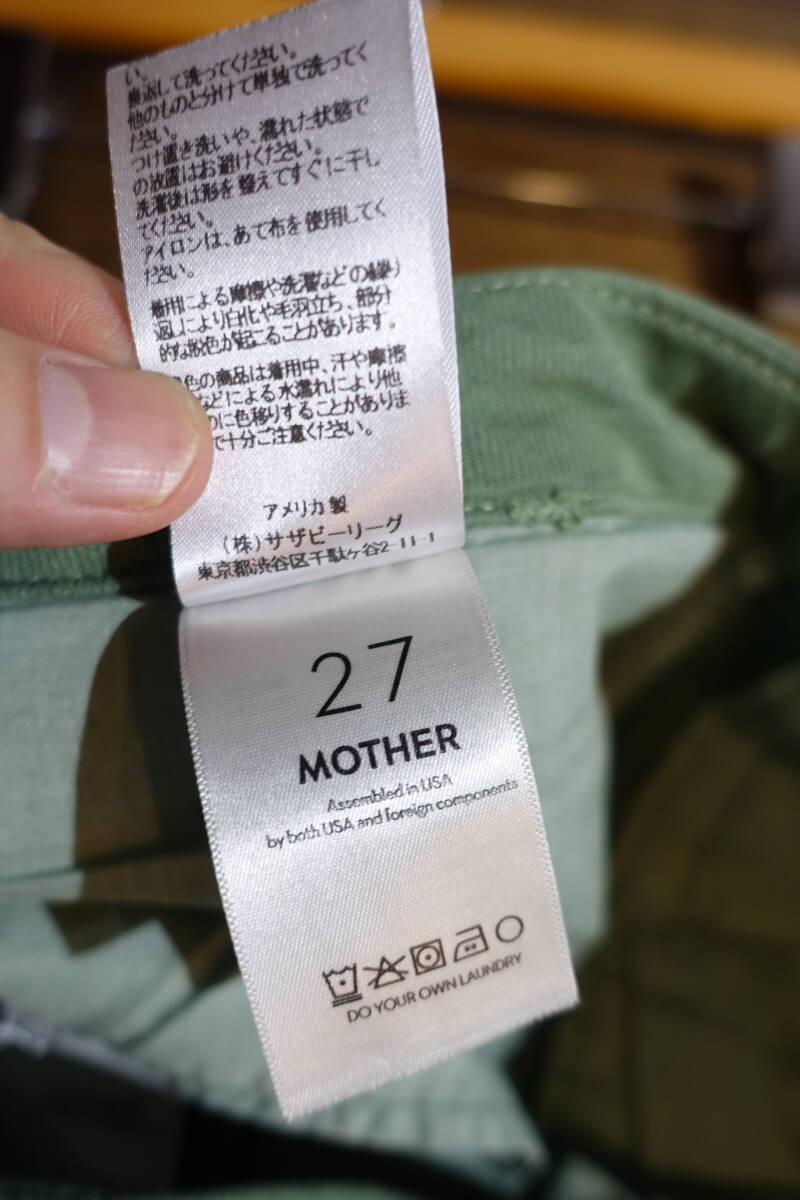 い。
裏返して洗ってください。
他のものと分けて単独で洗ってく
ださい。
つけ置き洗いや、濡れた状態で
の放置はお避けください。
洗濯後は形を整えてすぐに干し
てください。
アイロンは、あて布を使用してく
ださい。
着用による摩擦や洗濯などの繰り
返しにより白化や毛羽立ち、部分
的な脱色が起こることがあります。
色の商品は着用中、汗や摩擦
などによる水濡れにより他
のに色移りすることがありま
で十分ご注意ください。
アメリカ製
(株)サザビーリーグ
東京都渋谷区千駄ヶ谷2-11-1
27
MOTHER
Assembled in USA
by both USA and foreign components
DO YOUR OWN LAUNDRY